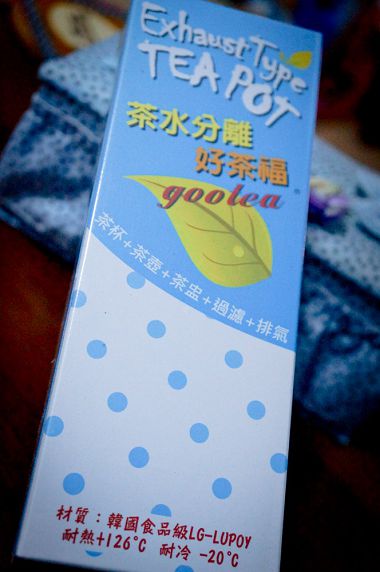 Exhaust Type
TEA POT
茶水分離
好茶福
gootea®
茶杯+茶壺+茶盅+過濾+排氣
材質：韓國食品級LG-LUPOY
耐熱+126°C 耐冷 -20°C